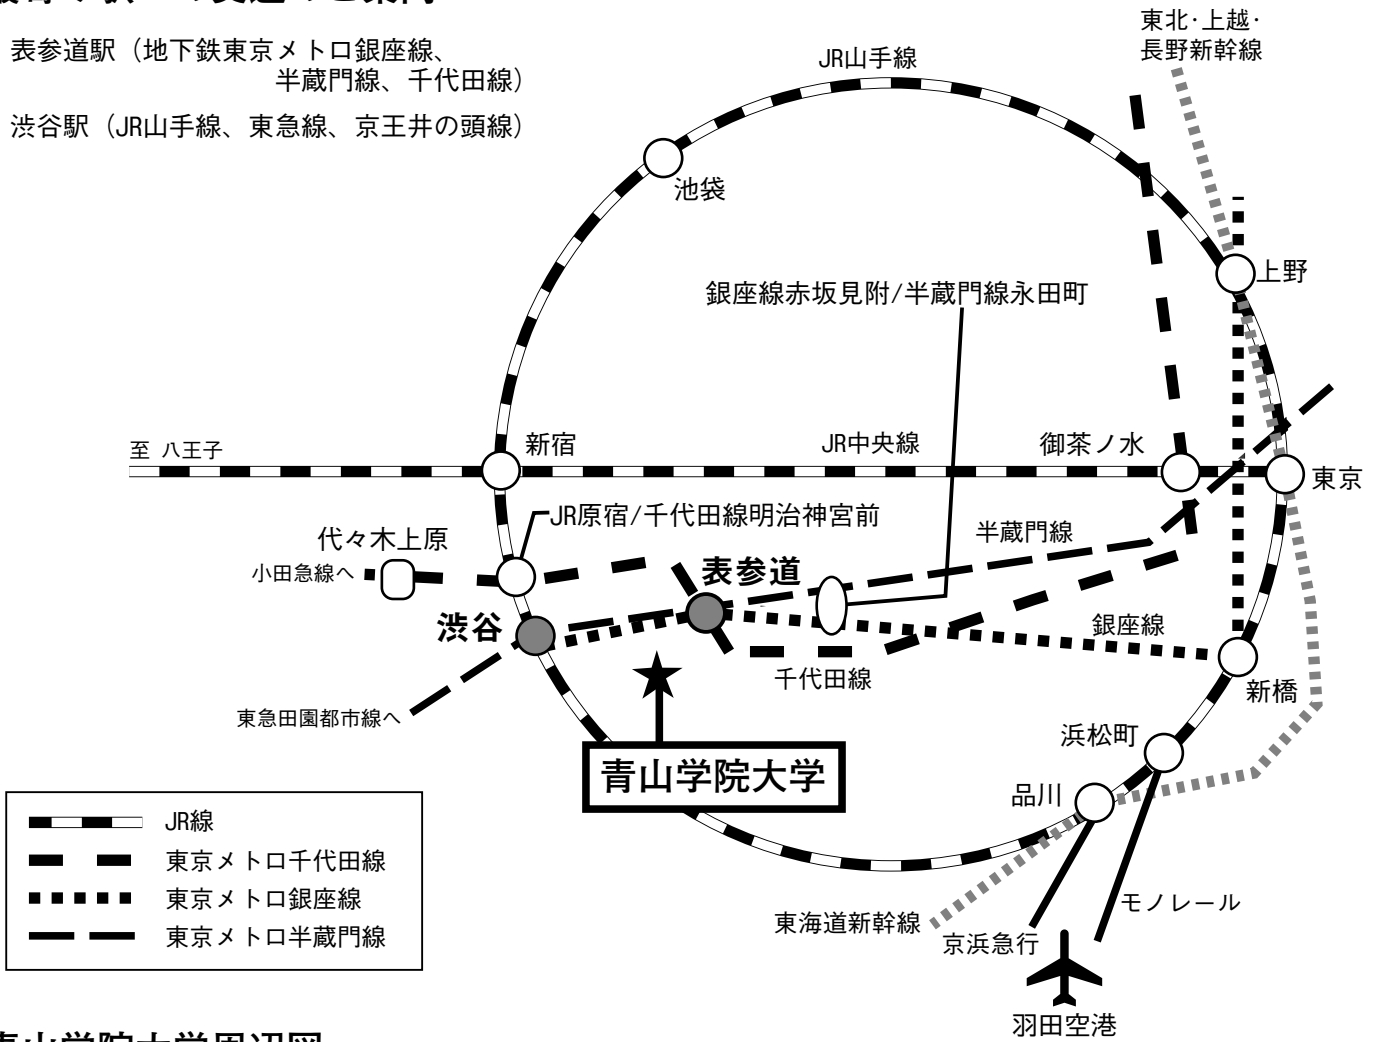 表参道駅（地下鉄東京メトロ銀座線、
半蔵門線、千代田線）
渋谷駅（JR山手線、東急線、京王井の頭線）
東北・上越・
長野新幹線
JR山手線
池袋
上野
銀座線赤坂見附/半蔵門線永田町
至 八王子
新宿
JR中央線
御茶ノ水
東京
JR原宿/千代田線明治神宮前
代々木上原
小田急線へ
半蔵門線
表参道
渋谷
銀座線
千代田線
新橋
東急田園都市線へ
浜松町
青山学院大学
品川
JR線
東京メトロ千代田線
東京メトロ銀座線
東京メトロ半蔵門線
モノレール
東海道新幹線
京浜急行
羽田空港
青山学院大学周辺図